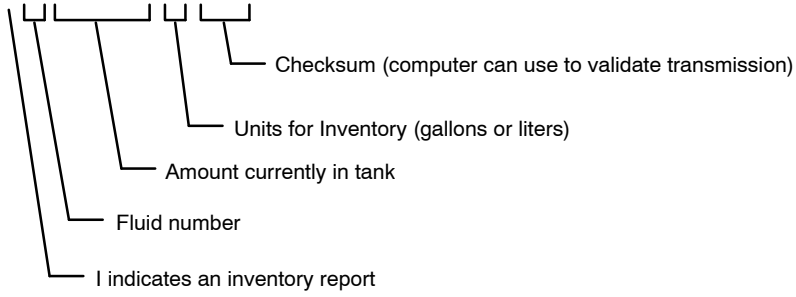 Checksum (computer can use to validate transmission)
Units for Inventory (gallons or liters)
Amount currently in tank
Fluid number
I indicates an inventory report